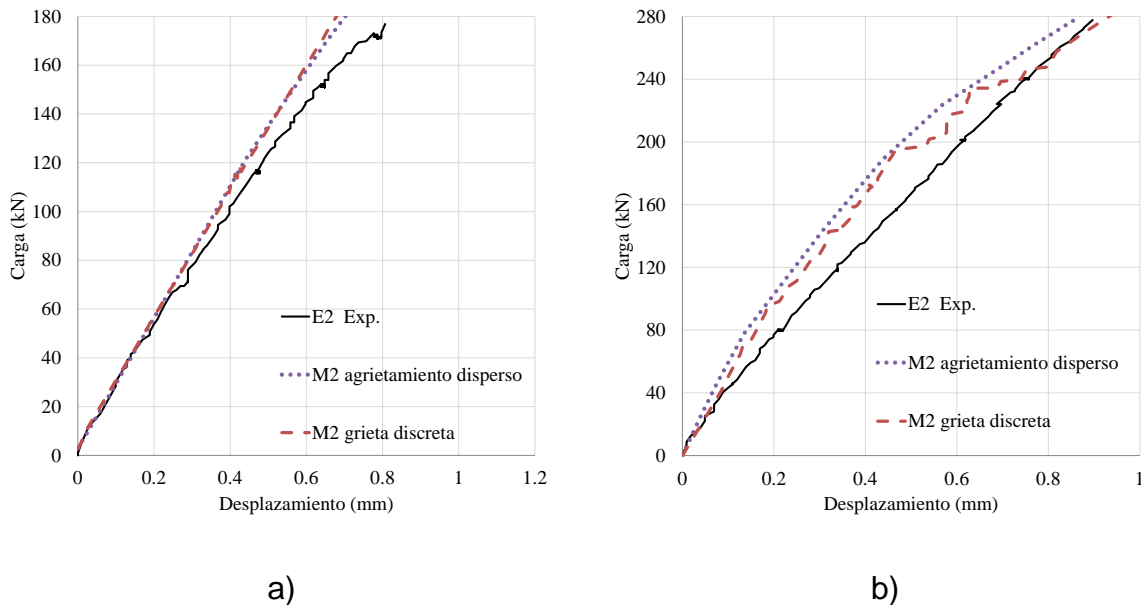 180
160
140
120
100
80
60
40
20
0
Carga (kN)
E2 Exp.
M2 agrietamiento disperso
M2 grieta discreta
0 0.2 0.4 0.6 0.8 1 1.2
Desplazamiento (mm)
a)
280
240
200
160
120
80
40
0
Carga (kN)
E2 Exp.
M2 agrietamiento disperso
M2 grieta discreta
0 0.2 0.4 0.6 0.8 1
Desplazamiento (mm)
b)